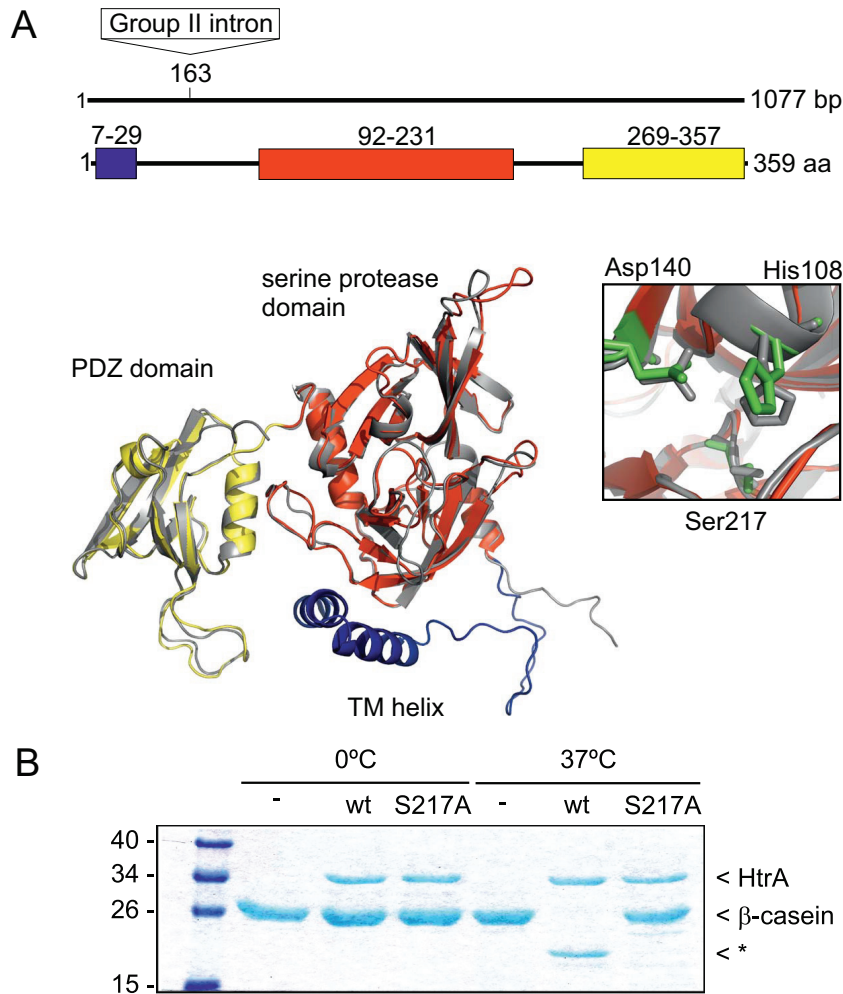 A
Group II intron
163
1
1077 bp
7-29
92-231
269-357
1
359 aa
serine protease
domain
PDZ domain
TM helix
Asp140
His108
Ser217
B
0ºC
37ºC
-
wt
S217A
-
wt
S217A
40 -
34 -
26 -
15 -
< HtrA
< β-casein
< *